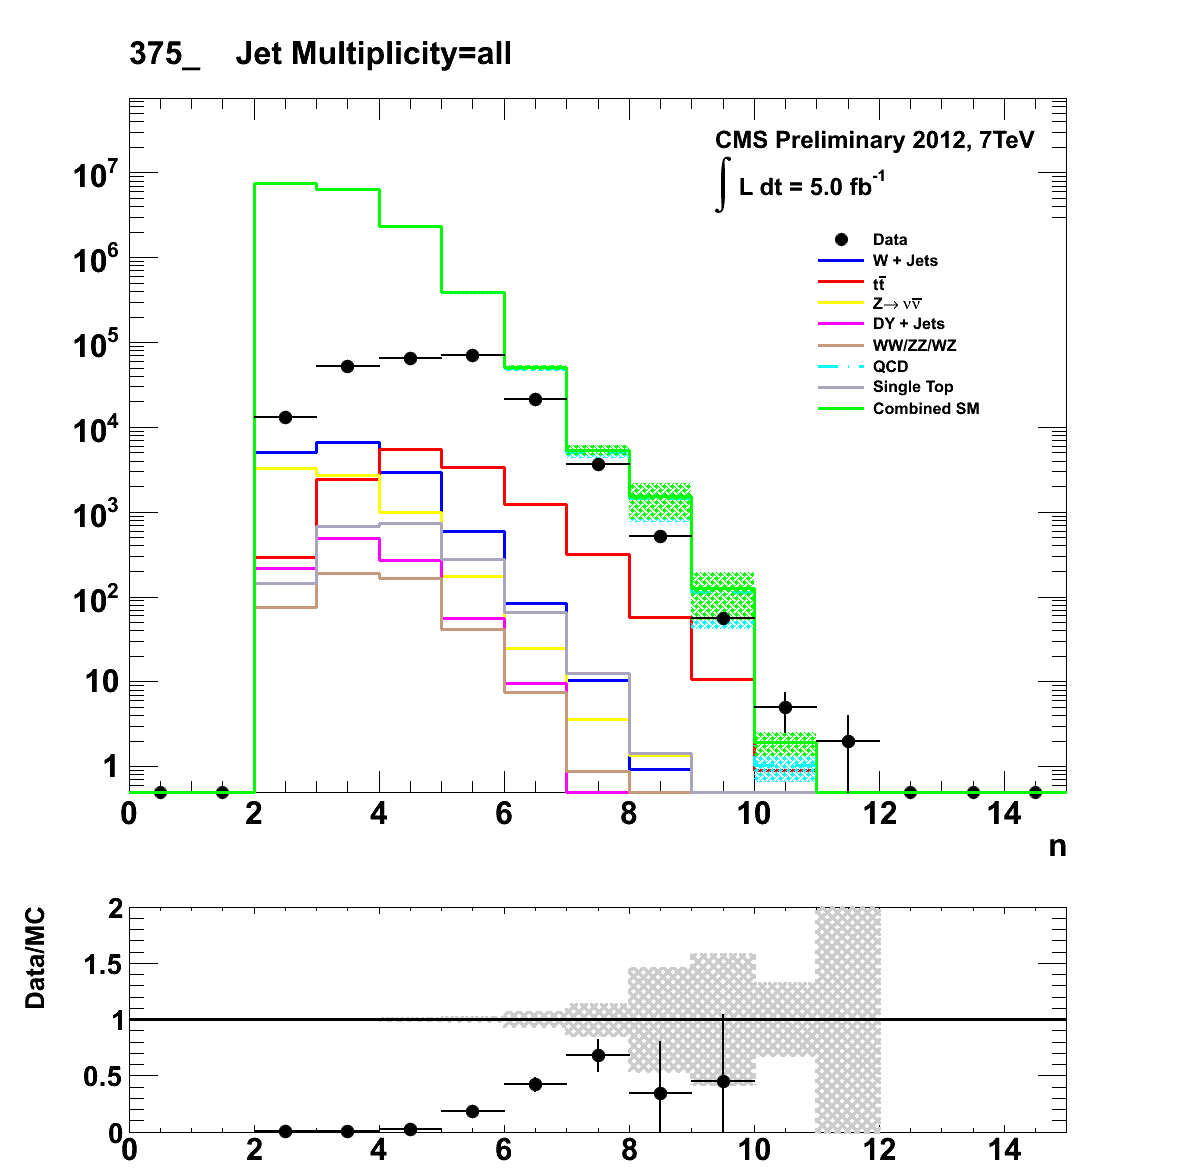 375_ Jet Multiplicity=all
CMS Preliminary 2012, 7TeV
∫ L dt = 5.0 fb⁻¹
Data
W + Jets
tt̅
Z→ νν̅
DY + Jets
WW/ZZ/WZ
QCD
Single Top
Combined SM
10⁷
10⁶
10⁵
10⁴
10³
10²
10
1
0 2 4 6 8 10 12 14
n
Data/MC
2
1.5
1
0.5
0
0 2 4 6 8 10 12 14